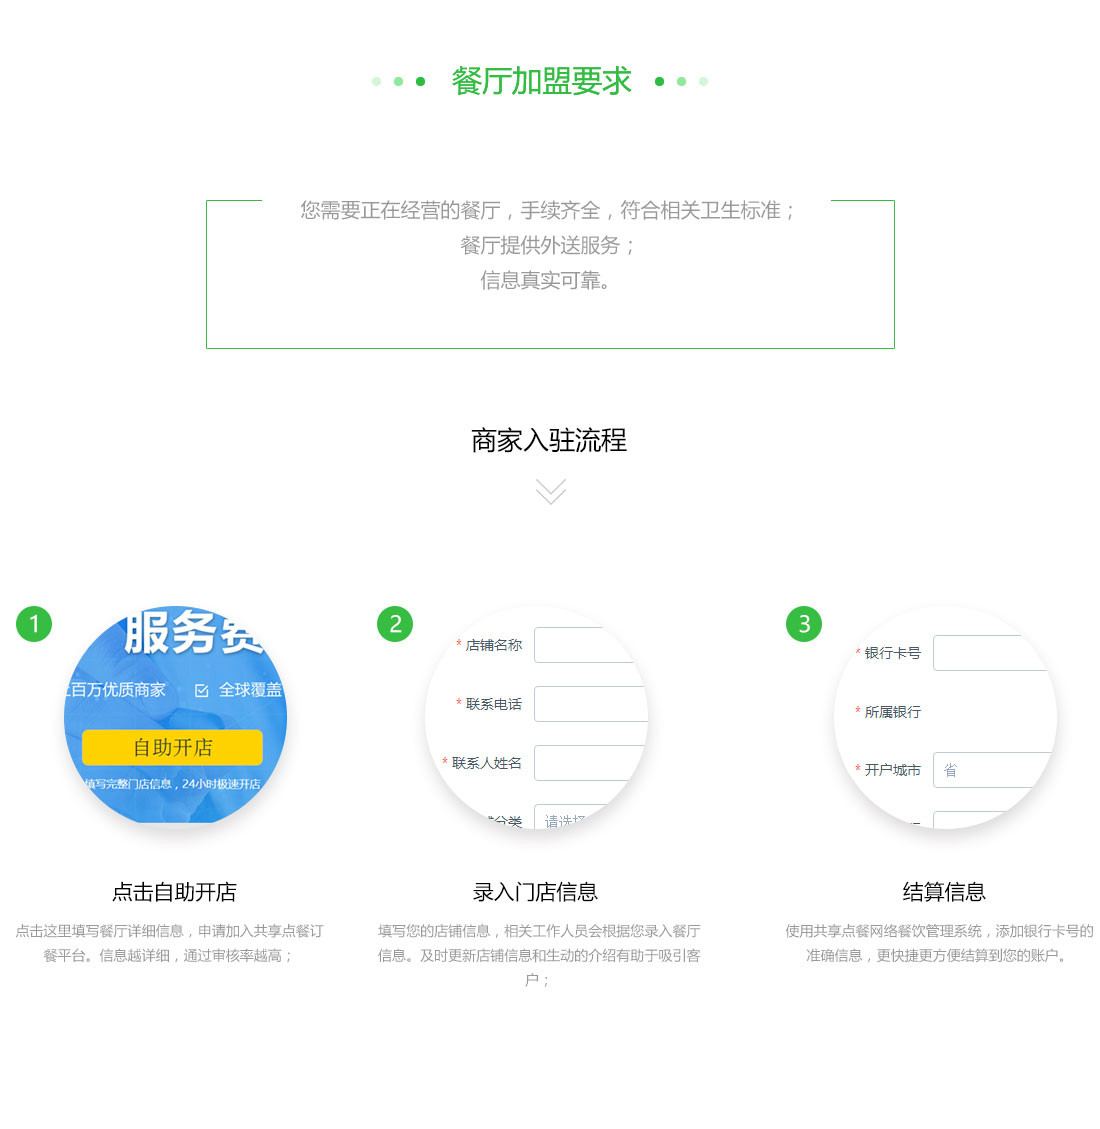 餐厅加盟要求
您需要正在经营的餐厅，手续齐全，符合相关卫生标准；
餐厅提供外送服务；
信息真实可靠。
商家入驻流程
1
服务费
百万优质商家 全球覆盖
自助开店
填写完整门店信息，24小时极速开店
点击自助开店
点击这里填写餐厅详细信息，申请加入共享点餐订
餐平台。信息越详细，通过审核率越高；
2
* 店铺名称
* 联系电话
* 联系人姓名
分类 请选择
录入门店信息
填写您的店铺信息，相关工作人员会根据您录入餐厅
信息。及时更新店铺信息和生动的介绍有助于吸引客
户；
3
* 银行卡号
* 所属银行
* 开户城市 省
结算信息
使用共享点餐网络餐饮管理系统，添加银行卡号的
准确信息，更快捷更方便结算到您的账户。